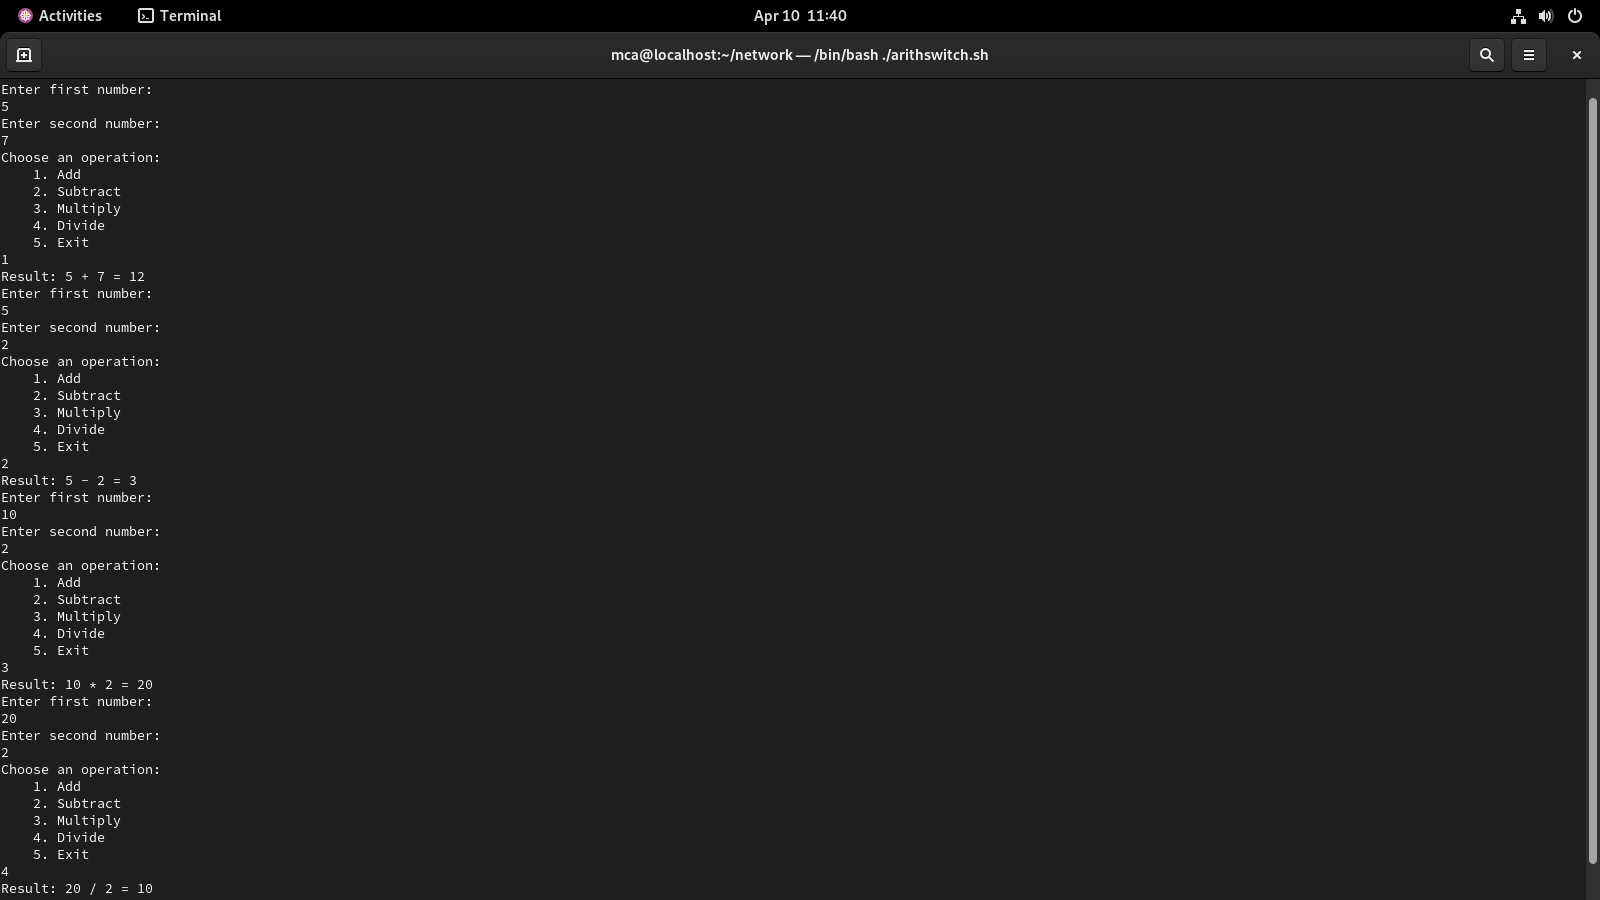 Activities Terminal Apr 10 11:40
mca@localhost:~/network — /bin/bash ./arithswitch.sh
Enter first number:
5
Enter second number:
7
Choose an operation:
    1. Add
    2. Subtract
    3. Multiply
    4. Divide
    5. Exit
1
Result: 5 + 7 = 12
Enter first number:
5
Enter second number:
2
Choose an operation:
    1. Add
    2. Subtract
    3. Multiply
    4. Divide
    5. Exit
2
Result: 5 - 2 = 3
Enter first number:
10
Enter second number:
2
Choose an operation:
    1. Add
    2. Subtract
    3. Multiply
    4. Divide
    5. Exit
3
Result: 10 * 2 = 20
Enter first number:
20
Enter second number:
2
Choose an operation:
    1. Add
    2. Subtract
    3. Multiply
    4. Divide
    5. Exit
4
Result: 20 / 2 = 10